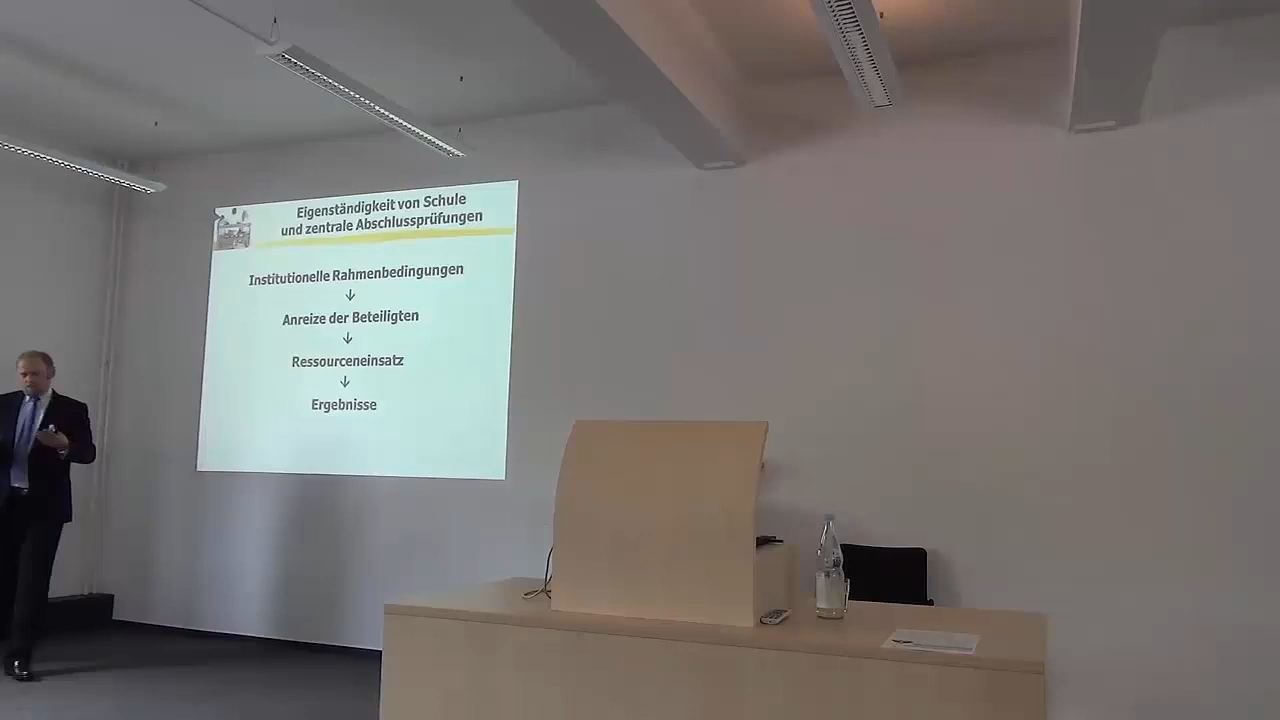 Eigenständigkeit von Schule
und zentrale Abschlussprüfungen
Institutionelle Rahmenbedingungen
↓
Anreize der Beteiligten
↓
Ressourceneinsatz
↓
Ergebnisse